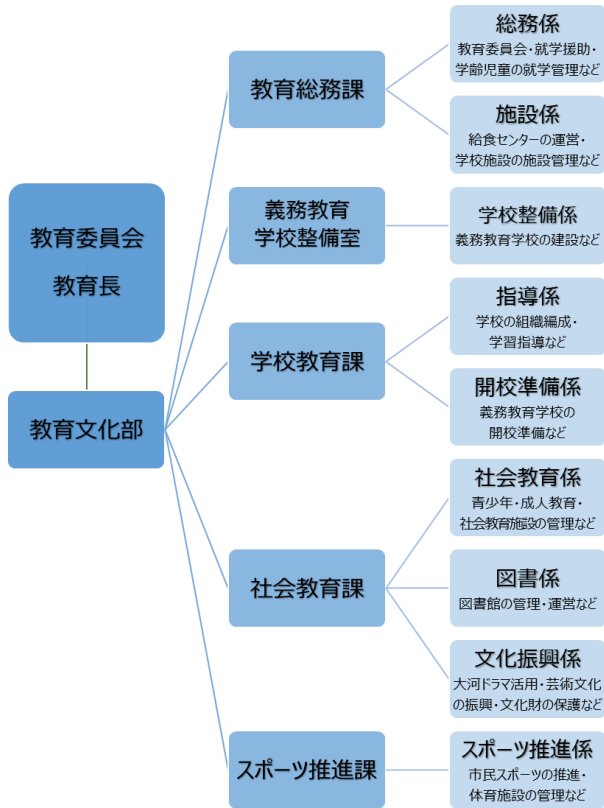 教育委員会
教育長
教育文化部
教育総務課
総務係
教育委員会・就学援助・
学齢児童の就学管理など
施設係
給食センターの運営・
学校施設の施設管理など
義務教育
学校整備室
学校整備係
義務教育学校の建設など
学校教育課
指導係
学校の組織編成・
学習指導など
開校準備係
義務教育学校の
開校準備など
社会教育課
社会教育係
青少年・成人教育・
社会教育施設の管理など
図書係
図書館の管理・運営など
文化振興係
大河ドラマ活用・芸術文化
の振興・文化財の保護など
スポーツ推進課
スポーツ推進係
市民スポーツの推進・
体育施設の管理など